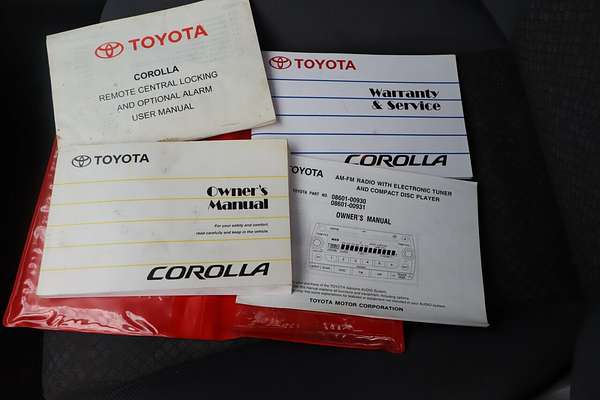 TOYOTA
COROLLA
REMOTE CENTRAL LOCKING
AND OPTIONAL ALARM
USER MANUAL
TOYOTA
Warranty
& Service
COROLLA
TOYOTA
Owner's
Manual
For your safety and comfort,
read carefully and keep in the vehicle.
COROLLA
TOYOTA
AM-FM RADIO WITH ELECTRONIC TUNER
AND COMPACT DISC PLAYER
TOYOTA PART NO. 08601-00930
08601-00931
OWNER'S MANUAL
TOYOTA MOTOR CORPORATION